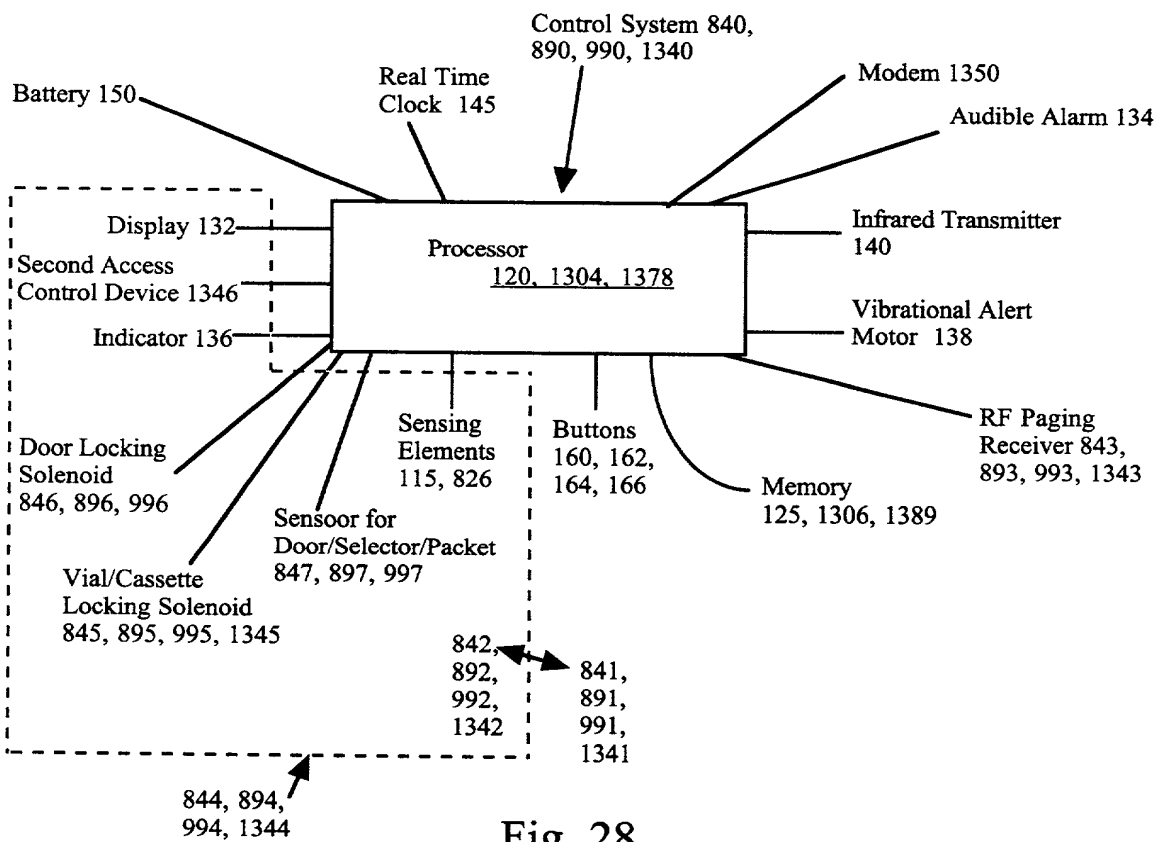 Control System 840,
890, 990, 1340
Real Time
Clock 145
Modem 1350
Battery 150
Audible Alarm 134
Display 132
Processor
120, 1304, 1378
Infrared Transmitter
140
Second Access
Control Device 1346
Indicator 136
Vibrational Alert
Motor 138
Door Locking
Solenoid
846, 896, 996
Sensing
Elements
115, 826
Buttons
160, 162,
164, 166
RF Paging
Receiver 843,
893, 993, 1343
Memory
125, 1306, 1389
Sensoor for
Door/Selector/Packet
847, 897, 997
Vial/Cassette
Locking Solenoid
845, 895, 995, 1345
842,
892,
992,
1342
841,
891,
991,
1341
844, 894,
994, 1344
Fig. 28